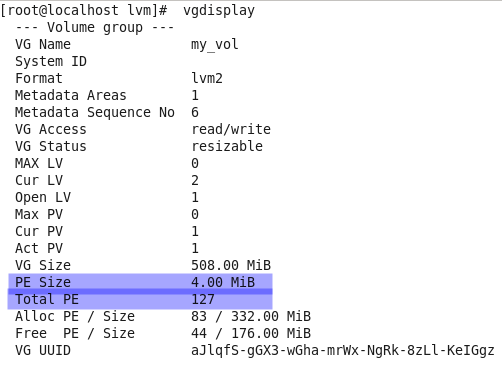 [root@localhost lvm]#  vgdisplay
--- Volume group ---
VG Name               my_vol
System ID
Format                lvm2
Metadata Areas        1
Metadata Sequence No  6
VG Access             read/write
VG Status             resizable
MAX LV                0
Cur LV                2
Open LV               1
Max PV                0
Cur PV                1
Act PV                1
VG Size               508.00 MiB
PE Size               4.00 MiB
Total PE              127
Alloc PE / Size       83 / 332.00 MiB
Free  PE / Size       44 / 176.00 MiB
VG UUID               aJlqfS-gGX3-wGha-mrWx-NgRk-8zLl-KeIGgz